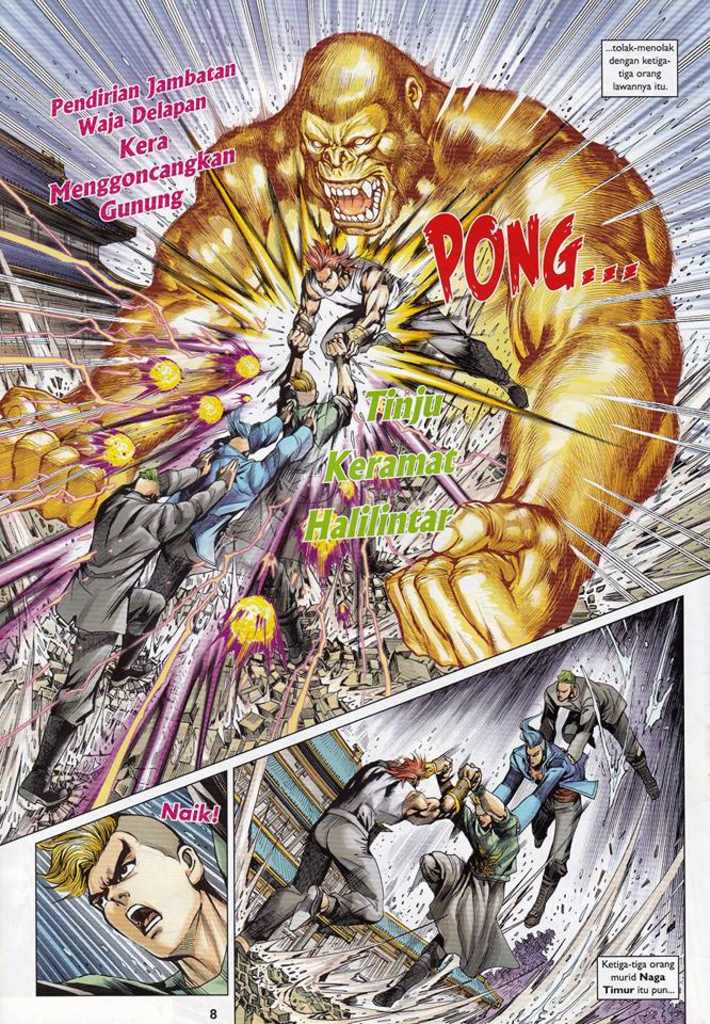 ...tolak-menolak
dengan ketiga-
tiga orang
lawannya itu.
Pendirian Jambatan
Waja Delapan
Kera
Menggoncangkan
Gunung
PONG...
Tinju
Keramat
Halilintar
Naik!
Ketiga-tiga orang
murid Naga
Timur itu pun...
8